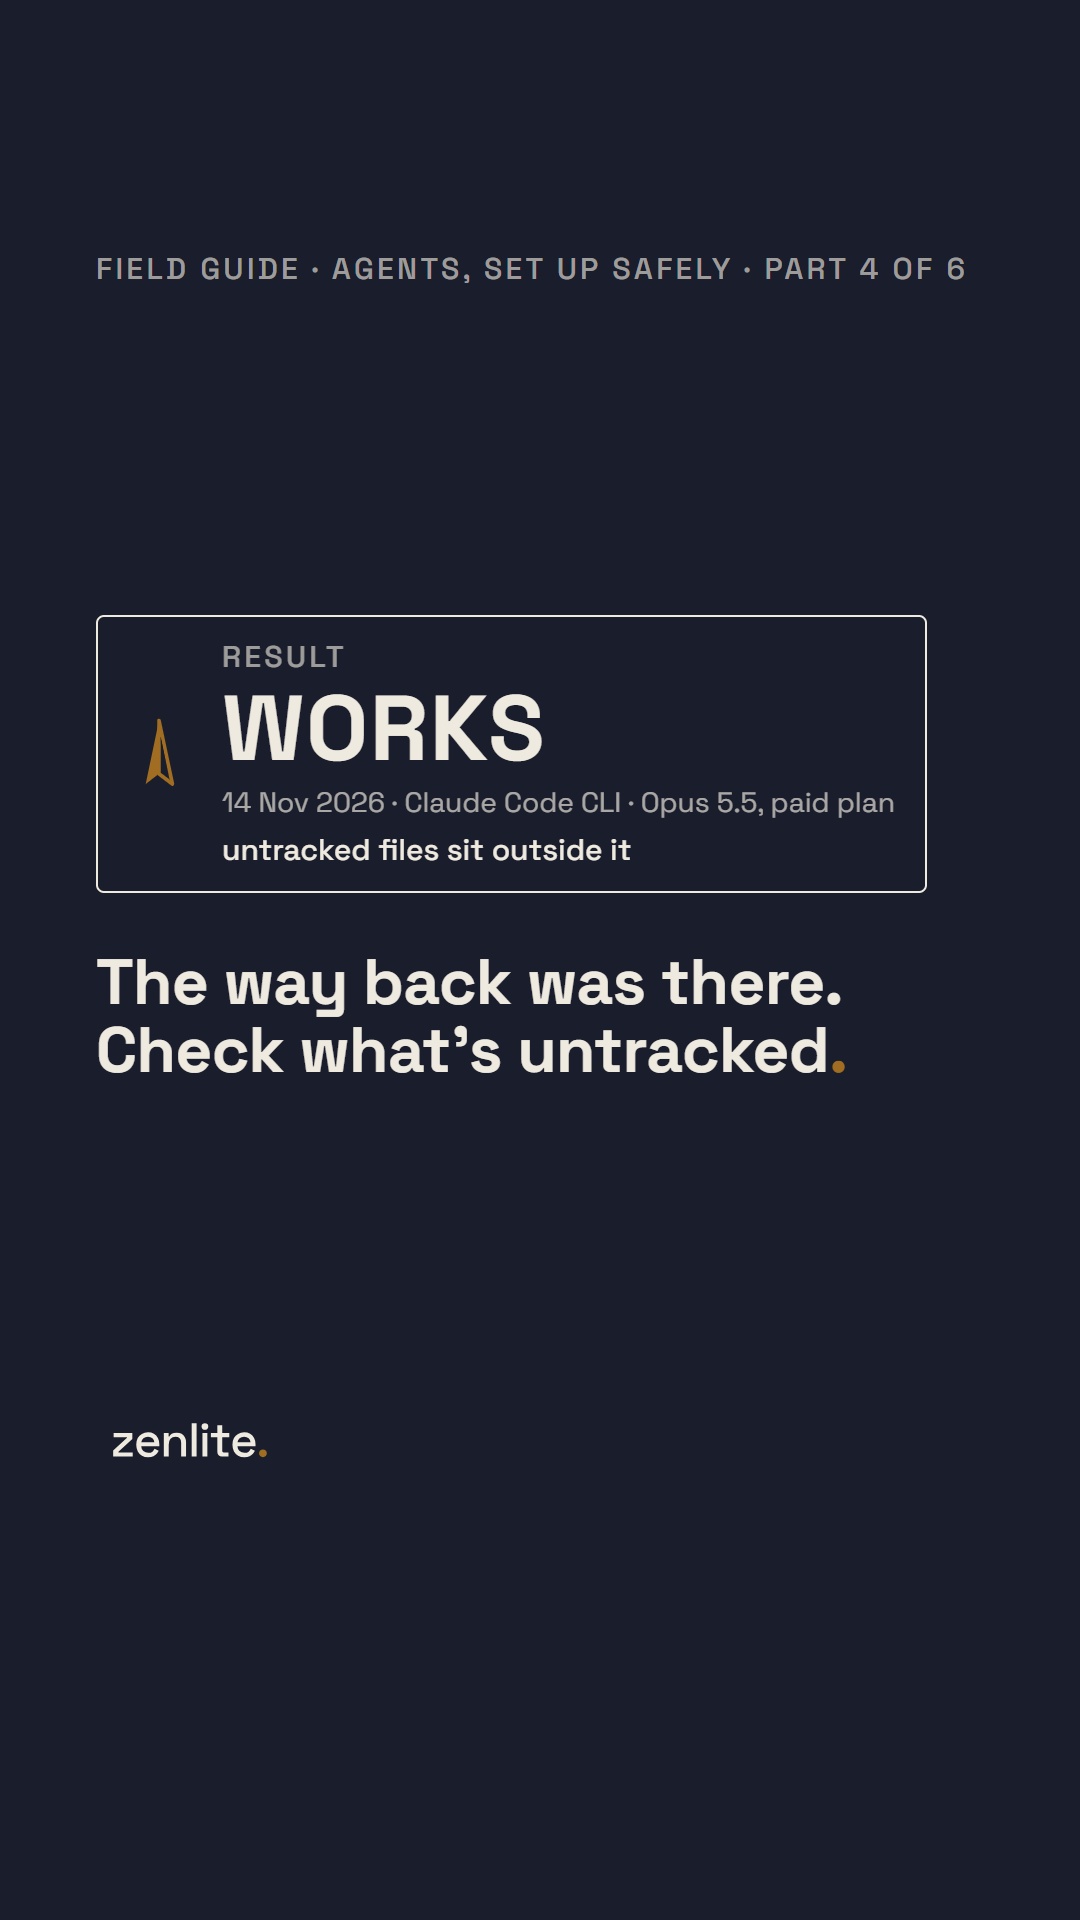 FIELD GUIDE · AGENTS, SET UP SAFELY · PART 4 OF 6
RESULT
WORKS
14 Nov 2026 · Claude Code CLI · Opus 5.5, paid plan
untracked files sit outside it
The way back was there.
Check what’s untracked.
zenlite.